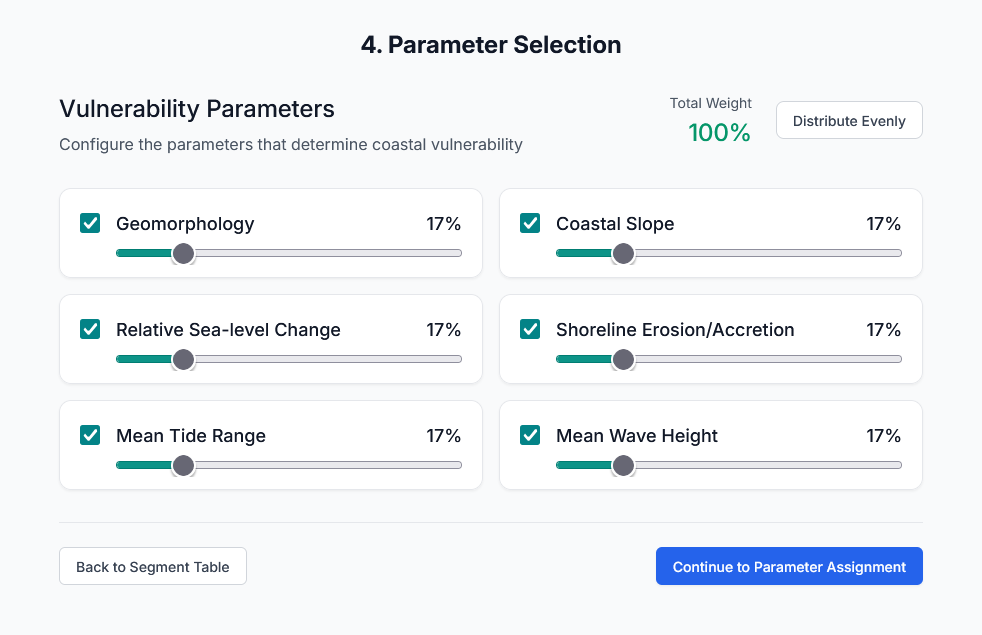 4. Parameter Selection
Vulnerability Parameters
Configure the parameters that determine coastal vulnerability
Total Weight
100%
Distribute Evenly
Geomorphology 17%
Coastal Slope 17%
Relative Sea-level Change 17%
Shoreline Erosion/Accretion 17%
Mean Tide Range 17%
Mean Wave Height 17%
Back to Segment Table
Continue to Parameter Assignment